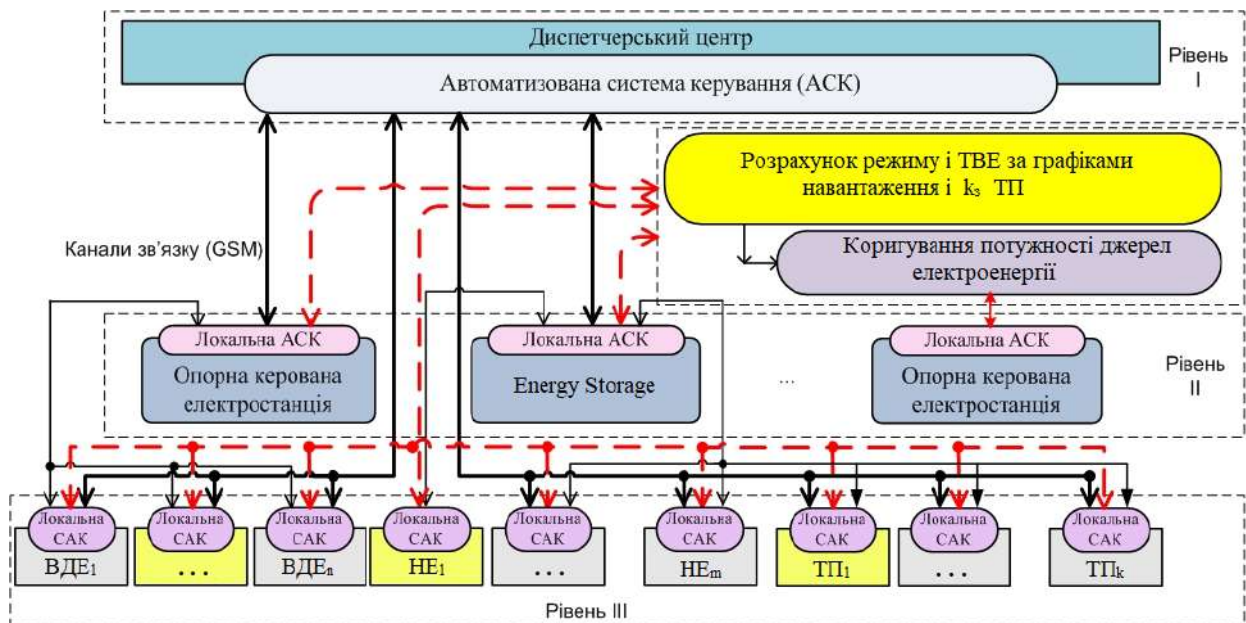 Диспетчерський центр
Автоматизована система керування (АСК)
Рівень
I
Розрахунок режиму і ТВЕ за графіками
навантаження і kз ТП
Канали зв'язку (GSM)
Коригування потужності джерел
електроенергії
Локальна АСК
Опорна керована
електростанція
Локальна АСК
Energy Storage
...
Локальна АСК
Опорна керована
електростанція
Рівень
II
Локальна
САК
ВДЕ1
Локальна
САК
...
Локальна
САК
ВДЕn
Локальна
САК
НЕ1
Локальна
САК
...
Локальна
САК
НЕm
Локальна
САК
ТП1
Локальна
САК
...
Локальна
САК
ТПk
Рівень III